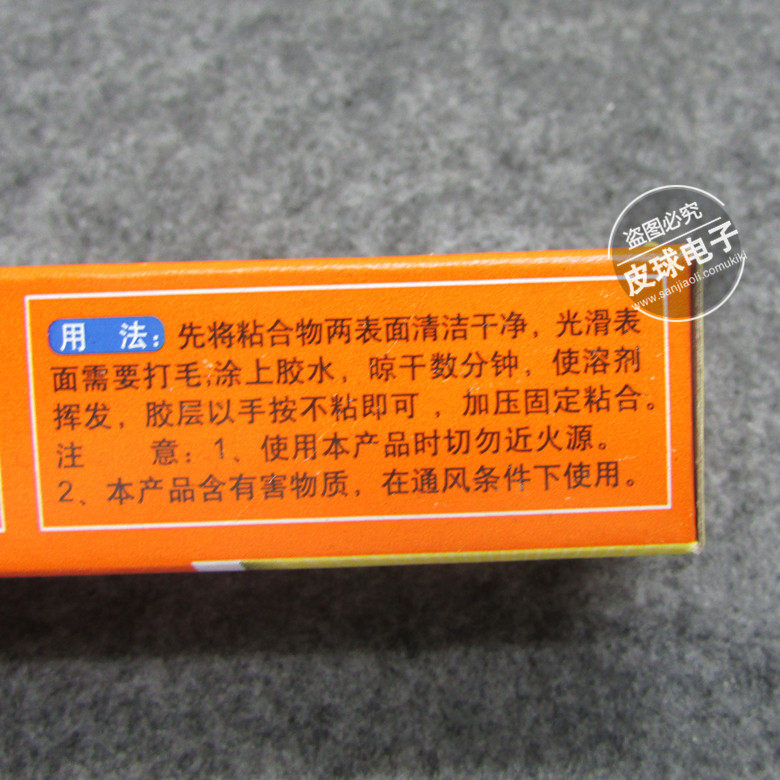 盗图必究
皮球电子
www.sanjiaoli.comukiki
用 法：先将粘合物两表面清洁干净，光滑表
面需要打毛,涂上胶水，晾干数分钟，使溶剂
挥发，胶层以手按不粘即可，加压固定粘合。
注 意：1、使用本产品时切勿近火源。
2、本产品含有害物质，在通风条件下使用。